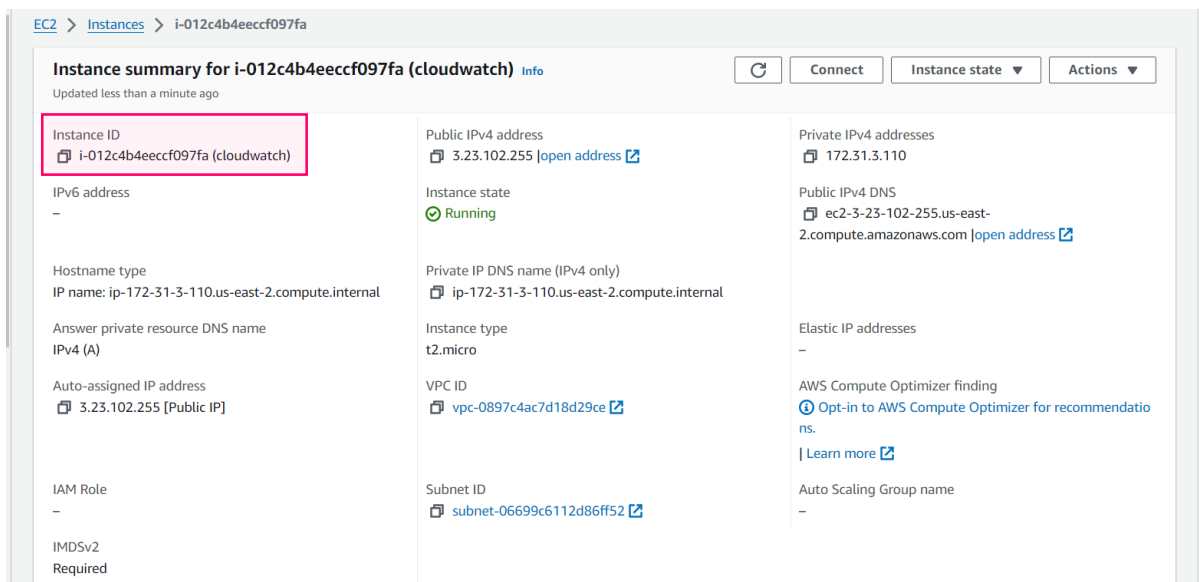 EC2 > Instances > i-012c4b4eeccf097fa
Instance summary for i-012c4b4eeccf097fa (cloudwatch) Info
Updated less than a minute ago
Connect
Instance state
Actions
Instance ID
i-012c4b4eeccf097fa (cloudwatch)
Public IPv4 address
3.23.102.255 |open address
Private IPv4 addresses
172.31.3.110
IPv6 address
–
Instance state
Running
Public IPv4 DNS
ec2-3-23-102-255.us-east-
2.compute.amazonaws.com |open address
Hostname type
IP name: ip-172-31-3-110.us-east-2.compute.internal
Private IP DNS name (IPv4 only)
ip-172-31-3-110.us-east-2.compute.internal
Answer private resource DNS name
IPv4 (A)
Instance type
t2.micro
Elastic IP addresses
–
Auto-assigned IP address
3.23.102.255 [Public IP]
VPC ID
vpc-0897c4ac7d18d29ce
AWS Compute Optimizer finding
Opt-in to AWS Compute Optimizer for recommendatio
ns.
| Learn more
IAM Role
–
Subnet ID
subnet-06699c6112d86ff52
Auto Scaling Group name
–
IMDSv2
Required